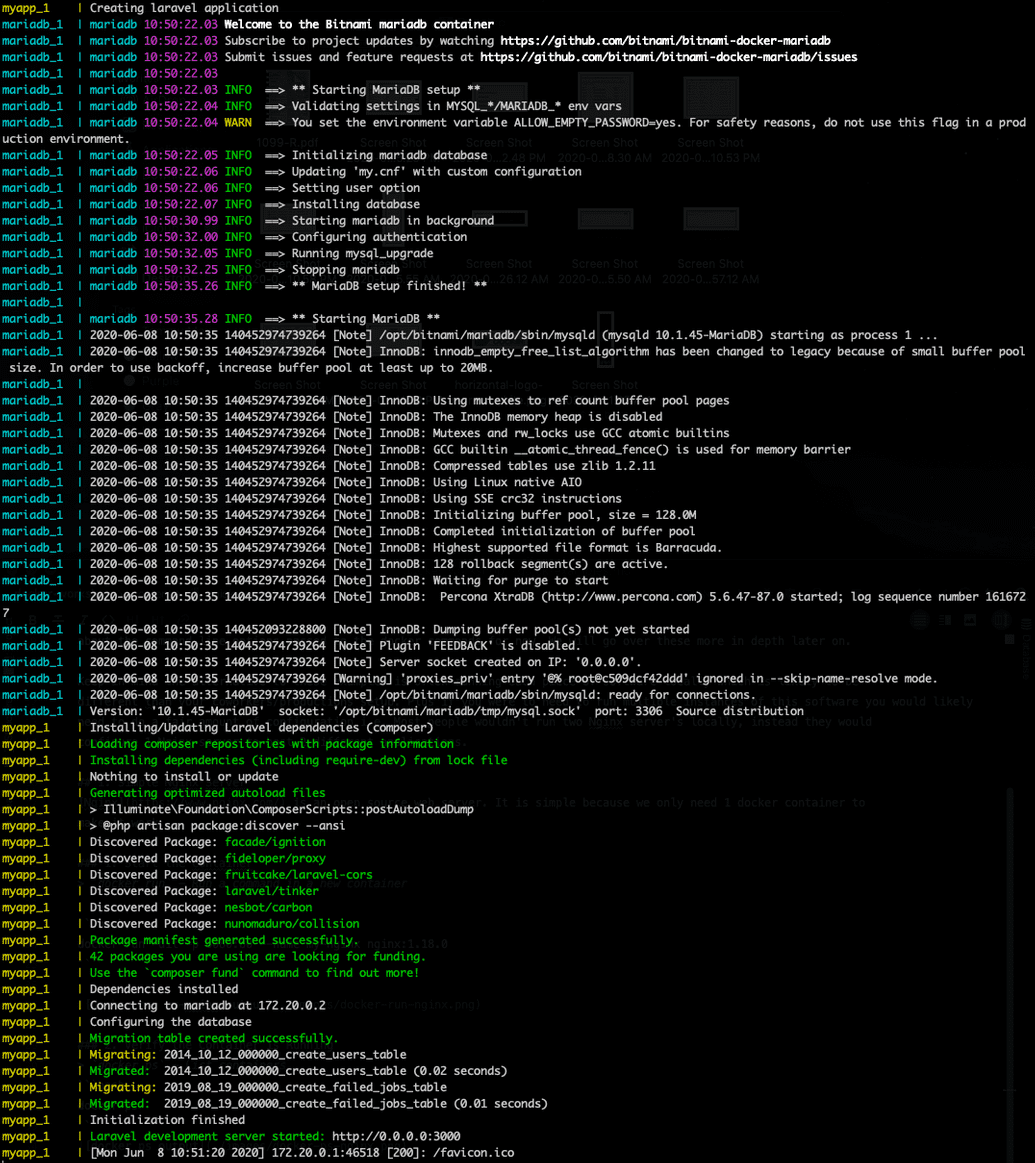 myapp_1    | Creating laravel application
mariadb_1  | mariadb 10:50:22.03 Welcome to the Bitnami mariadb container
mariadb_1  | mariadb 10:50:22.03 Subscribe to project updates by watching https://github.com/bitnami/bitnami-docker-mariadb
mariadb_1  | mariadb 10:50:22.03 Submit issues and feature requests at https://github.com/bitnami/bitnami-docker-mariadb/issues
mariadb_1  | mariadb 10:50:22.03
mariadb_1  | mariadb 10:50:22.03 INFO  ==> ** Starting MariaDB setup **
mariadb_1  | mariadb 10:50:22.04 INFO  ==> Validating settings in MYSQL_*/MARIADB_* env vars
mariadb_1  | mariadb 10:50:22.04 WARN  ==> You set the environment variable ALLOW_EMPTY_PASSWORD=yes. For safety reasons, do not use this flag in a prod
uction environment.
mariadb_1  | mariadb 10:50:22.05 INFO  ==> Initializing mariadb database
mariadb_1  | mariadb 10:50:22.06 INFO  ==> Updating 'my.cnf' with custom configuration
mariadb_1  | mariadb 10:50:22.06 INFO  ==> Setting user option
mariadb_1  | mariadb 10:50:22.07 INFO  ==> Installing database
mariadb_1  | mariadb 10:50:30.99 INFO  ==> Starting mariadb in background
mariadb_1  | mariadb 10:50:32.00 INFO  ==> Configuring authentication
mariadb_1  | mariadb 10:50:32.05 INFO  ==> Running mysql_upgrade
mariadb_1  | mariadb 10:50:32.25 INFO  ==> Stopping mariadb
mariadb_1  | mariadb 10:50:35.26 INFO  ==> ** MariaDB setup finished! **
mariadb_1  |
mariadb_1  | mariadb 10:50:35.28 INFO  ==> ** Starting MariaDB **
mariadb_1  | 2020-06-08 10:50:35 140452974739264 [Note] /opt/bitnami/mariadb/sbin/mysqld (mysqld 10.1.45-MariaDB) starting as process 1 ...
mariadb_1  | 2020-06-08 10:50:35 140452974739264 [Note] InnoDB: innodb_empty_free_list_algorithm has been changed to legacy because of small buffer pool
 size. In order to use backoff, increase buffer pool at least up to 20MB.
mariadb_1  |
mariadb_1  | 2020-06-08 10:50:35 140452974739264 [Note] InnoDB: Using mutexes to ref count buffer pool pages
mariadb_1  | 2020-06-08 10:50:35 140452974739264 [Note] InnoDB: The InnoDB memory heap is disabled
mariadb_1  | 2020-06-08 10:50:35 140452974739264 [Note] InnoDB: Mutexes and rw_locks use GCC atomic builtins
mariadb_1  | 2020-06-08 10:50:35 140452974739264 [Note] InnoDB: GCC builtin __atomic_thread_fence() is used for memory barrier
mariadb_1  | 2020-06-08 10:50:35 140452974739264 [Note] InnoDB: Compressed tables use zlib 1.2.11
mariadb_1  | 2020-06-08 10:50:35 140452974739264 [Note] InnoDB: Using Linux native AIO
mariadb_1  | 2020-06-08 10:50:35 140452974739264 [Note] InnoDB: Using SSE crc32 instructions
mariadb_1  | 2020-06-08 10:50:35 140452974739264 [Note] InnoDB: Initializing buffer pool, size = 128.0M
mariadb_1  | 2020-06-08 10:50:35 140452974739264 [Note] InnoDB: Completed initialization of buffer pool
mariadb_1  | 2020-06-08 10:50:35 140452974739264 [Note] InnoDB: Highest supported file format is Barracuda.
mariadb_1  | 2020-06-08 10:50:35 140452974739264 [Note] InnoDB: 128 rollback segment(s) are active.
mariadb_1  | 2020-06-08 10:50:35 140452974739264 [Note] InnoDB: Waiting for purge to start
mariadb_1  | 2020-06-08 10:50:35 140452974739264 [Note] InnoDB:  Percona XtraDB (http://www.percona.com) 5.6.47-87.0 started; log sequence number 161672
7
mariadb_1  | 2020-06-08 10:50:35 140452093228800 [Note] InnoDB: Dumping buffer pool(s) not yet started
mariadb_1  | 2020-06-08 10:50:35 140452974739264 [Note] Plugin 'FEEDBACK' is disabled.
mariadb_1  | 2020-06-08 10:50:35 140452974739264 [Note] Server socket created on IP: '0.0.0.0'.
mariadb_1  | 2020-06-08 10:50:35 140452974739264 [Warning] 'proxies_priv' entry '@% root@c509dcf42ddd' ignored in --skip-name-resolve mode.
mariadb_1  | 2020-06-08 10:50:35 140452974739264 [Note] /opt/bitnami/mariadb/sbin/mysqld: ready for connections.
mariadb_1  | Version: '10.1.45-MariaDB'  socket: '/opt/bitnami/mariadb/tmp/mysql.sock'  port: 3306  Source distribution
myapp_1    | Installing/Updating Laravel dependencies (composer)
myapp_1    | Loading composer repositories with package information
myapp_1    | Installing dependencies (including require-dev) from lock file
myapp_1    | Nothing to install or update
myapp_1    | Generating optimized autoload files
myapp_1    | > Illuminate\Foundation\ComposerScripts::postAutoloadDump
myapp_1    | > @php artisan package:discover --ansi
myapp_1    | Discovered Package: facade/ignition
myapp_1    | Discovered Package: fideloper/proxy
myapp_1    | Discovered Package: fruitcake/laravel-cors
myapp_1    | Discovered Package: laravel/tinker
myapp_1    | Discovered Package: nesbot/carbon
myapp_1    | Discovered Package: nunomaduro/collision
myapp_1    | Package manifest generated successfully.
myapp_1    | 42 packages you are using are looking for funding.
myapp_1    | Use the `composer fund` command to find out more!
myapp_1    | Dependencies installed
myapp_1    | Connecting to mariadb at 172.20.0.2
myapp_1    | Configuring the database
myapp_1    | Migration table created successfully.
myapp_1    | Migrating: 2014_10_12_000000_create_users_table
myapp_1    | Migrated:  2014_10_12_000000_create_users_table (0.02 seconds)
myapp_1    | Migrating: 2019_08_19_000000_create_failed_jobs_table
myapp_1    | Migrated:  2019_08_19_000000_create_failed_jobs_table (0.01 seconds)
myapp_1    | Initialization finished
myapp_1    | Laravel development server started: http://0.0.0.0:3000
myapp_1    | [Mon Jun  8 10:51:20 2020] 172.20.0.1:46518 [200]: /favicon.ico